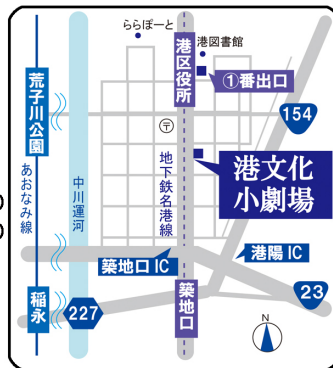 ららぽーと
港図書館
港区役所
①番出口
荒子川公園
154
〒
あおなみ線
中川運河
地下鉄名港線
港文化
小劇場
築地口 IC
港陽 IC
稲永
227
築地口
23
N